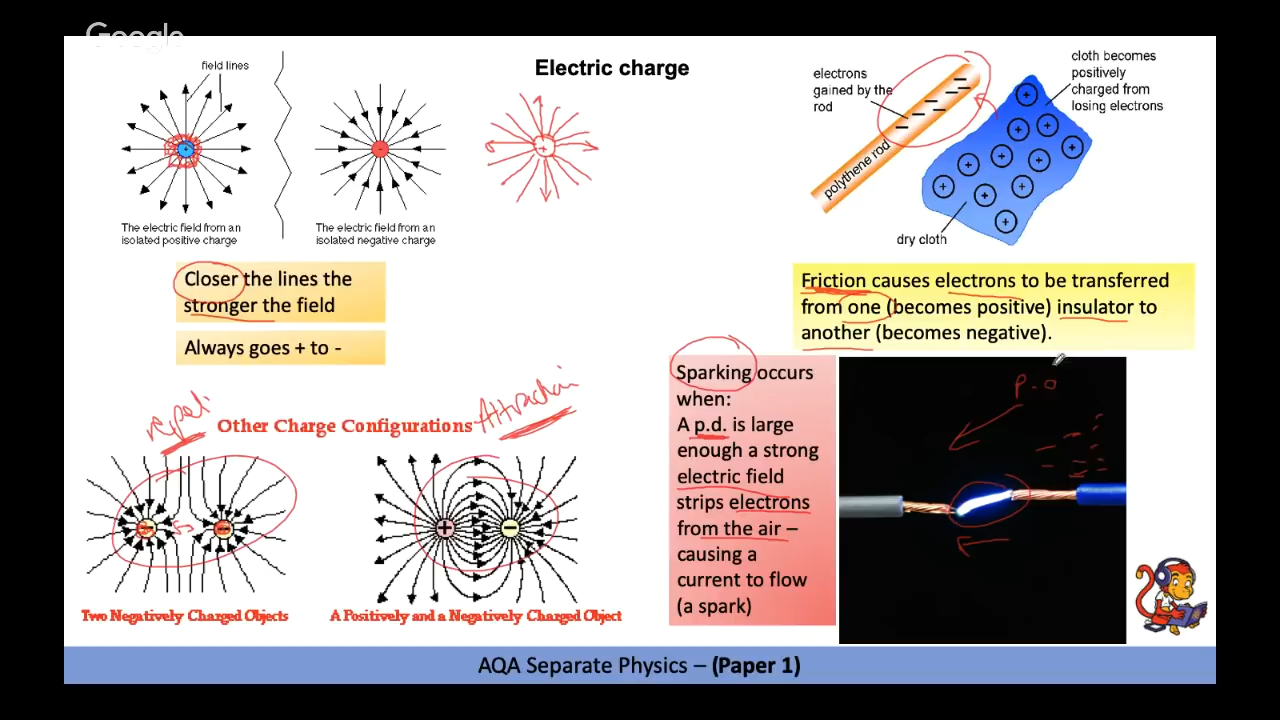 Google
Electric charge
field lines
The electric field from an
isolated positive charge
The electric field from an
isolated negative charge
electrons
gained by the
rod
polythene rod
cloth becomes
positively
charged from
losing electrons
dry cloth
Closer the lines the
stronger the field
Always goes + to -
Friction causes electrons to be transferred
from one (becomes positive) insulator to
another (becomes negative).
repel
Other Charge Configurations
Attraction
Two Negatively Charged Objects
A Positively and a Negatively Charged Object
Sparking occurs
when:
A p.d. is large
enough a strong
electric field
strips electrons
from the air –
causing a
current to flow
(a spark)
AQA Separate Physics – (Paper 1)